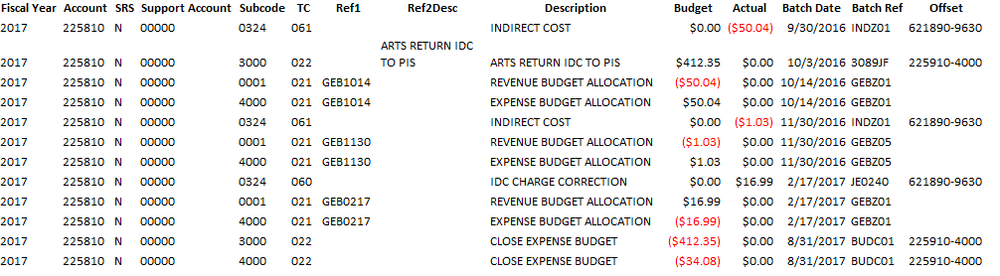 Fiscal Year Account SRS Support Account Subcode TC Ref1 Ref2Desc Description Budget Actual Batch Date Batch Ref Offset
2017 225810 N 00000 0324 061 INDIRECT COST $0.00 ($50.04) 9/30/2016 INDZ01 621890-9630
ARTS RETURN IDC
2017 225810 N 00000 3000 022 TO PIS ARTS RETURN IDC TO PIS $412.35 $0.00 10/3/2016 3089JF 225910-4000
2017 225810 N 00000 0001 021 GEB1014 REVENUE BUDGET ALLOCATION ($50.04) $0.00 10/14/2016 GEBZ01
2017 225810 N 00000 4000 021 GEB1014 EXPENSE BUDGET ALLOCATION $50.04 $0.00 10/14/2016 GEBZ01
2017 225810 N 00000 0324 061 INDIRECT COST $0.00 ($1.03) 11/30/2016 INDZ01 621890-9630
2017 225810 N 00000 0001 021 GEB1130 REVENUE BUDGET ALLOCATION ($1.03) $0.00 11/30/2016 GEBZ05
2017 225810 N 00000 4000 021 GEB1130 EXPENSE BUDGET ALLOCATION $1.03 $0.00 11/30/2016 GEBZ05
2017 225810 N 00000 0324 060 IDC CHARGE CORRECTION $0.00 $16.99 2/17/2017 JE0240 621890-9630
2017 225810 N 00000 0001 021 GEB0217 REVENUE BUDGET ALLOCATION $16.99 $0.00 2/17/2017 GEBZ01
2017 225810 N 00000 4000 021 GEB0217 EXPENSE BUDGET ALLOCATION ($16.99) $0.00 2/17/2017 GEBZ01
2017 225810 N 00000 3000 022 CLOSE EXPENSE BUDGET ($412.35) $0.00 8/31/2017 BUDC01 225910-4000
2017 225810 N 00000 4000 022 CLOSE EXPENSE BUDGET ($34.08) $0.00 8/31/2017 BUDC01 225910-4000